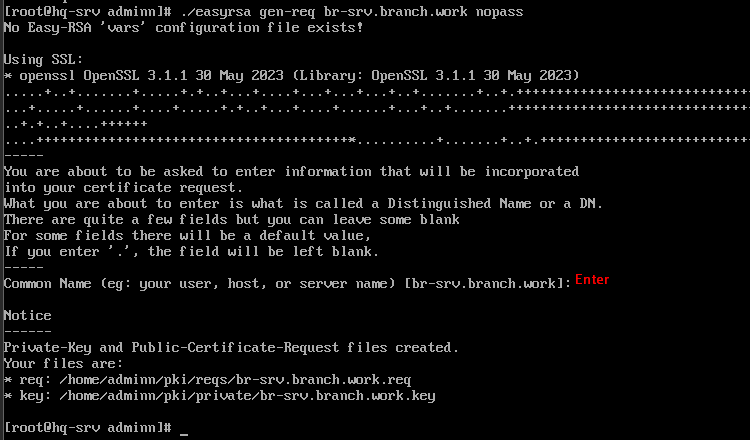 [root@hq-srv adminn]# ./easyrsa gen-req br-srv.branch.work nopass
No Easy-RSA 'vars' configuration file exists!
Using SSL:
* openssl OpenSSL 3.1.1 30 May 2023 (Library: OpenSSL 3.1.1 30 May 2023)
.....+..+.......+.....+.+..+...+....+...+...+...+..+.......+..+.++++++++++++++++++++++++++++++
...+.....+......+....+.....+.+..+...+....+......+...+..+.......+++++++++++++++++++++++++++++++
..+.+..+....++++++
....+++++++++++++++++++++++++++++++++++++++*..........+.......+..+.+++++++++++++++++++++++++++
-----
You are about to be asked to enter information that will be incorporated
into your certificate request.
What you are about to enter is what is called a Distinguished Name or a DN.
There are quite a few fields but you can leave some blank
For some fields there will be a default value,
If you enter '.', the field will be left blank.
-----
Common Name (eg: your user, host, or server name) [br-srv.branch.work]: Enter
Notice
------
Private-Key and Public-Certificate-Request files created.
Your files are:
* req: /home/adminn/pki/reqs/br-srv.branch.work.req
* key: /home/adminn/pki/private/br-srv.branch.work.key
[root@hq-srv adminn]# _